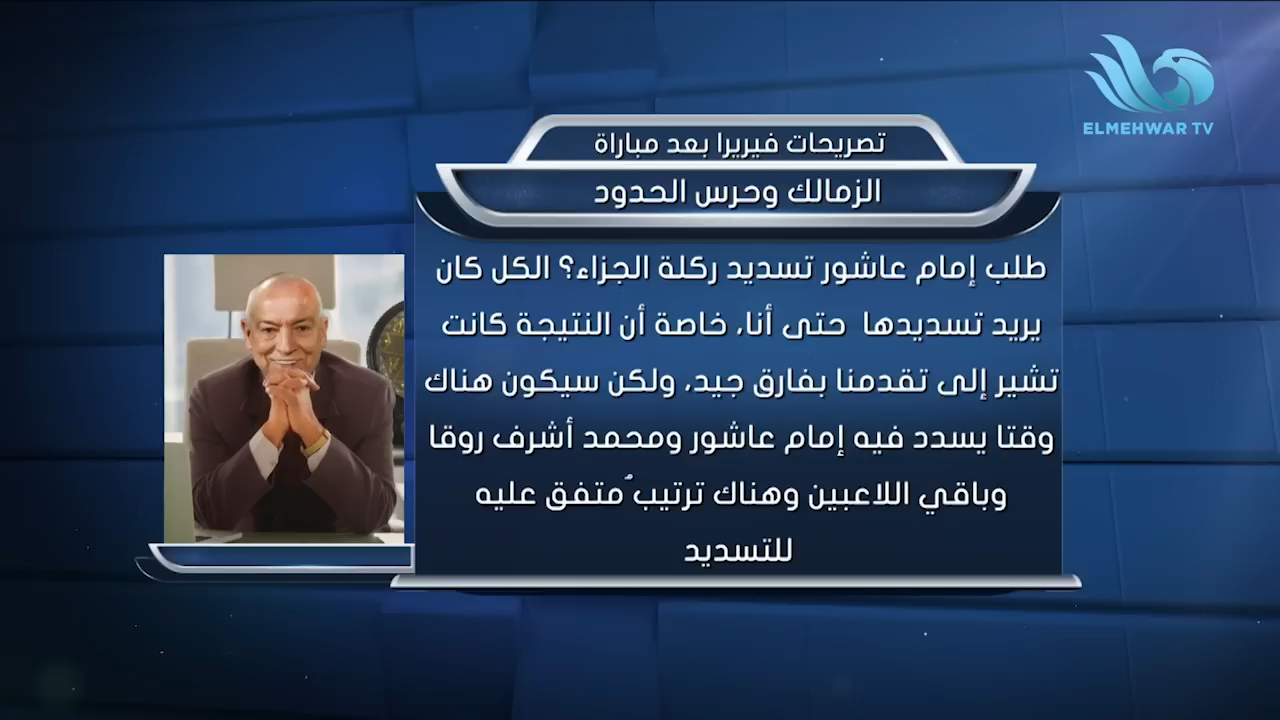 ELMEHWAR TV
تصريحات فيريرا بعد مباراة
الزمالك وحرس الحدود
طلب إمام عاشور تسديد ركلة الجزاء؟ الكل كان
يريد تسديدها حتى أنا، خاصة أن النتيجة كانت
تشير إلى تقدمنا بفارق جيد، ولكن سيكون هناك
وقتا يسدد فيه إمام عاشور ومحمد أشرف روقا
وباقي اللاعبين وهناك ترتيبٌ متفق عليه
للتسديد